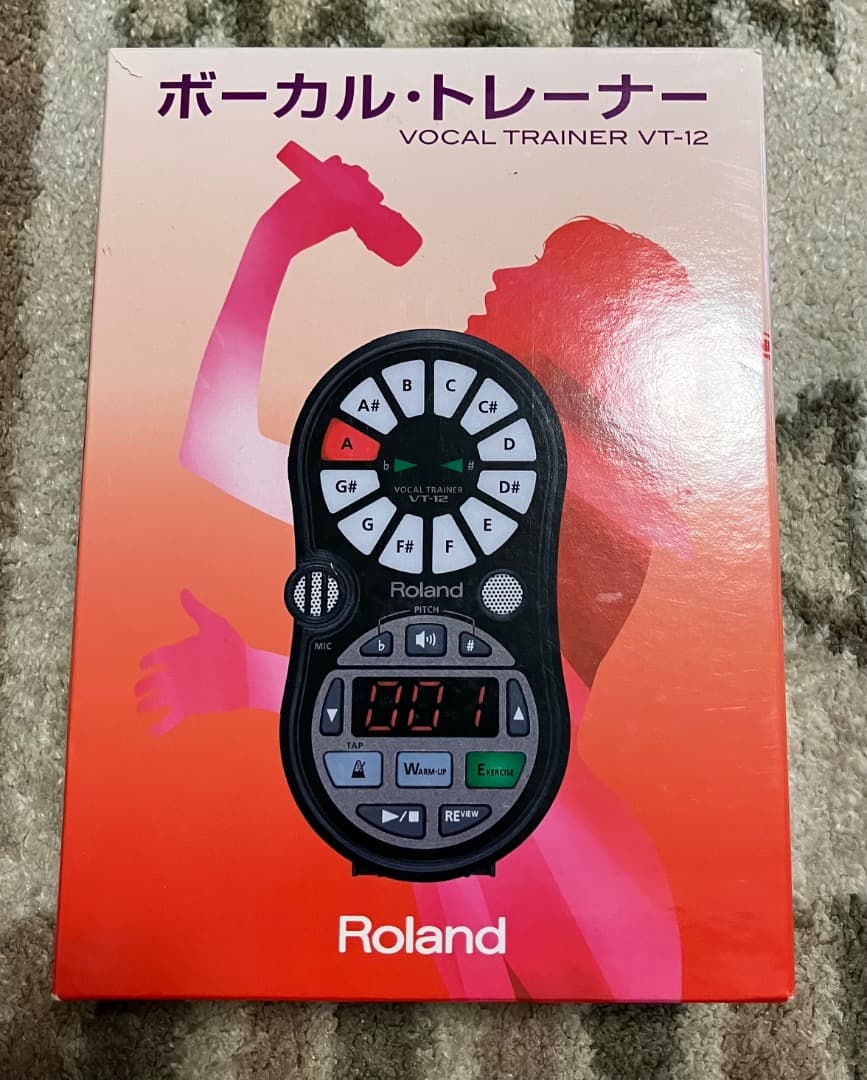 ボーカル・トレーナー
VOCAL TRAINER VT-12
B C
A# C#
A D
♭ #
G# D#
VOCAL TRAINER
VT-12
G E
F# F
Roland
PITCH
MIC ♭ #
001
TAP
WARM-UP EXERCISE
REVIEW
Roland